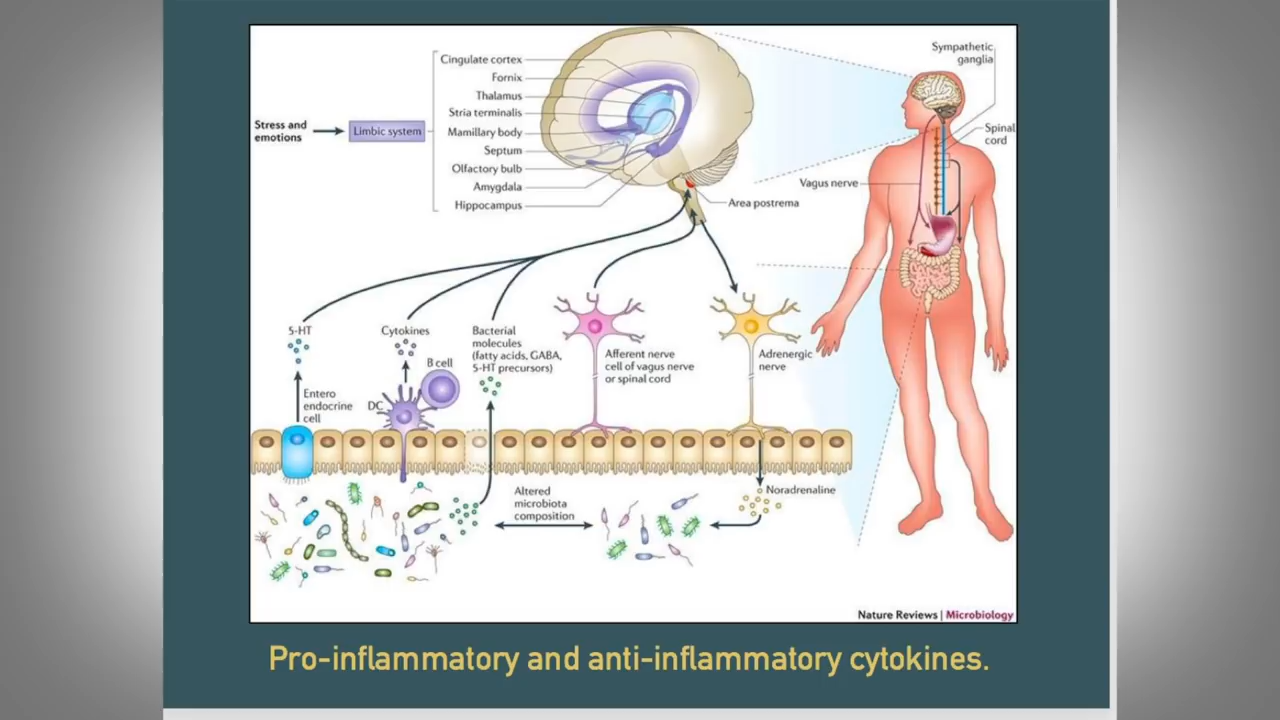 Stress and
emotions
Limbic system
Cingulate cortex
Fornix
Thalamus
Stria terminalis
Mamillary body
Septum
Olfactory bulb
Amygdala
Hippocampus
Area postrema
Sympathetic
ganglia
Spinal
cord
Vagus nerve
5-HT
Cytokines
Bacterial
molecules
(fatty acids, GABA,
5-HT precursors)
B cell
DC
Entero
endocrine
cell
Afferent nerve
cell of vagus nerve
or spinal cord
Adrenergic
nerve
Altered
microbiota
composition
Noradrenaline
Nature Reviews | Microbiology
Pro-inflammatory and anti-inflammatory cytokines.